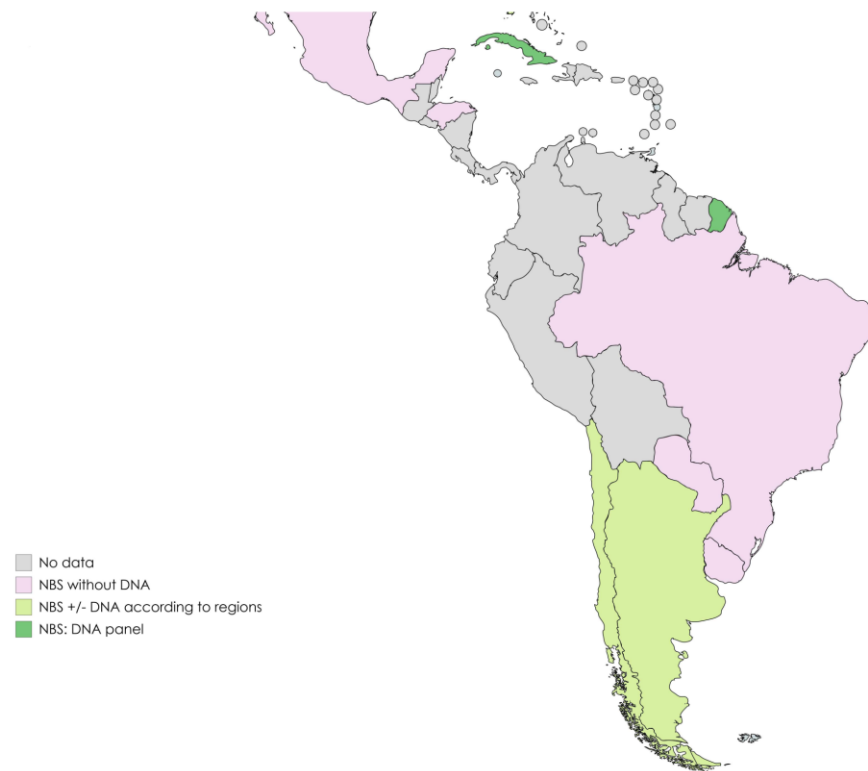 No data
NBS without DNA
NBS +/- DNA according to regions
NBS: DNA panel